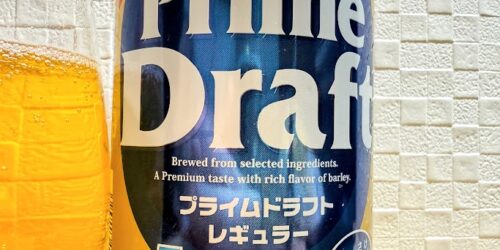 Prime
Draft
Brewed from selected ingredients.
A Premium taste with rich flavor of barley.
プライムドラフト
レギュラー